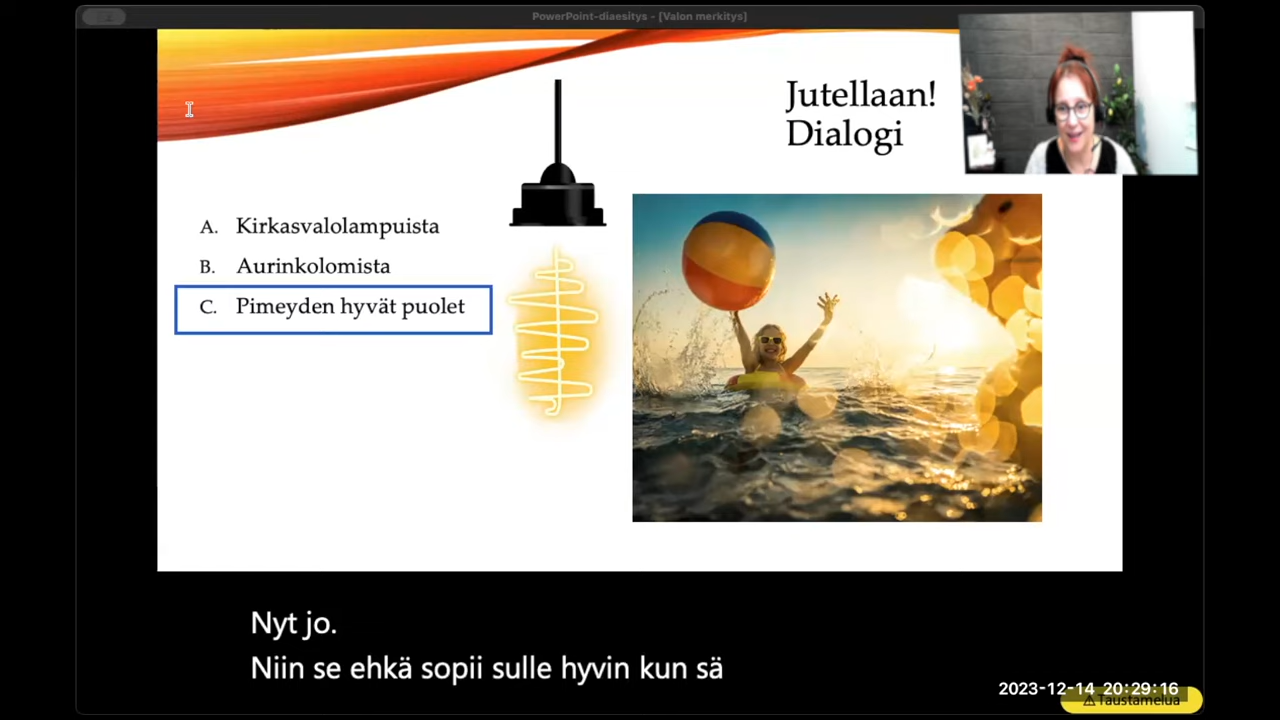 PowerPoint-diaesitys - [Valon merkitys]
Jutellaan!
Dialogi
A. Kirkasvalolampuista
B. Aurinkolomista
C. Pimeyden hyvät puolet
Nyt jo.
Niin se ehkä sopii sulle hyvin kun sä
2023-12-14 20:29:16
⚠Taustamelua